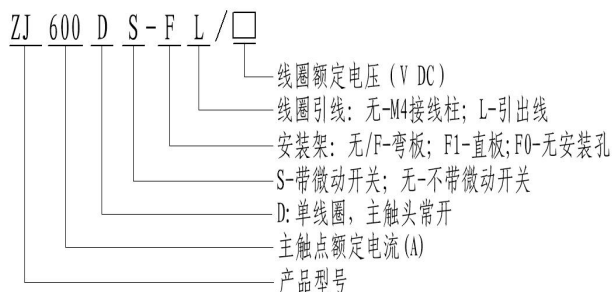 ZJ 600 D S-F L/□
线圈额定电压 (V DC)
线圈引线: 无-M4接线柱; L-引出线
安装架: 无/F-弯板; F1-直板;F0-无安装孔
S-带微动开关; 无-不带微动开关
D:单线圈, 主触头常开
主触点额定电流(A)
产品型号